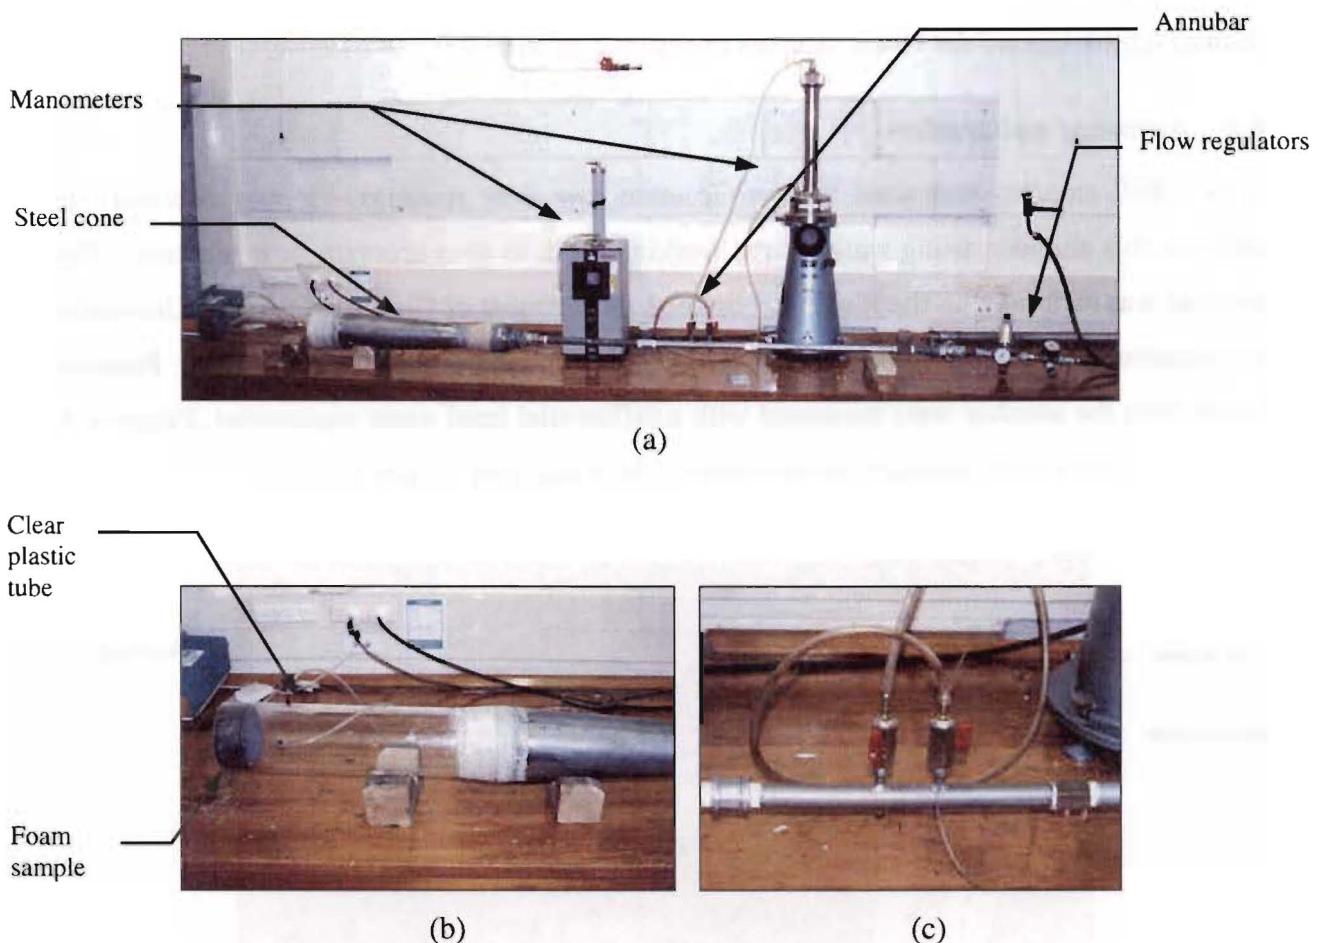 Annubar
Manometers
Flow regulators
Steel cone
(a)
Clear
plastic
tube
Foam
sample
(b)
(c)